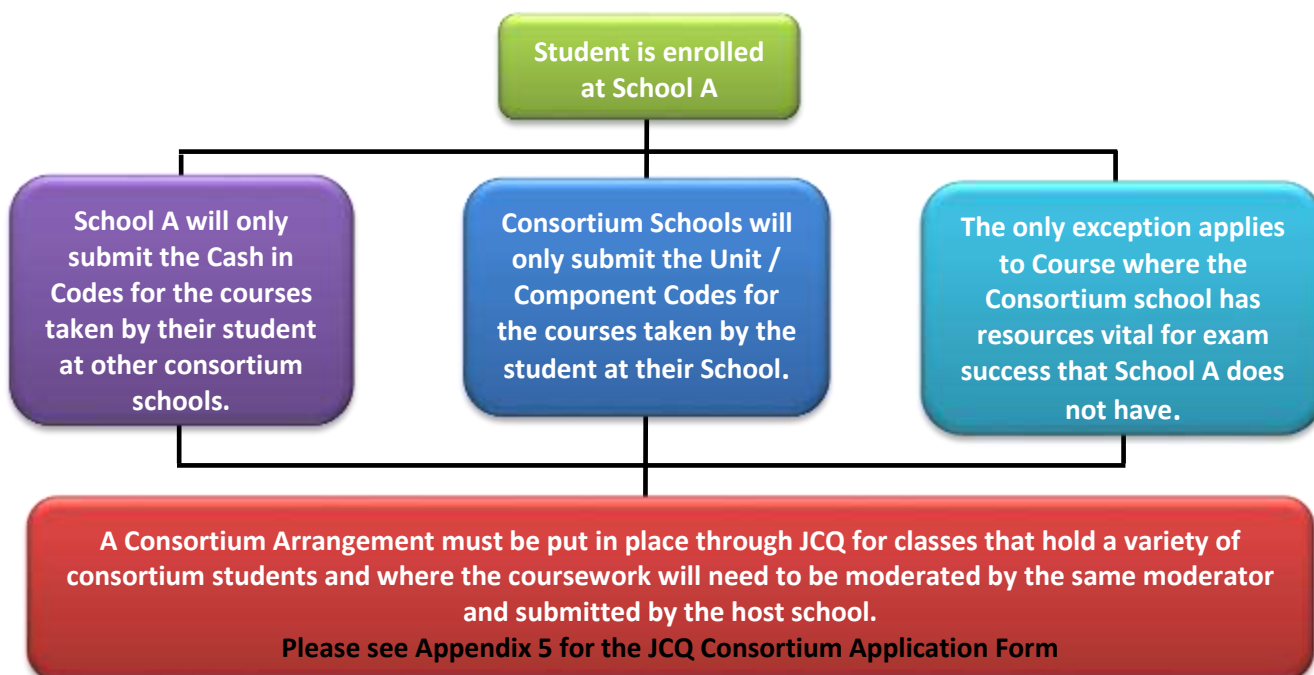 Student is enrolled
at School A
School A will only
submit the Cash in
Codes for the courses
taken by their student
at other consortium
schools.
Consortium Schools will
only submit the Unit /
Component Codes for
the courses taken by the
student at their School.
The only exception applies
to Course where the
Consortium school has
resources vital for exam
success that School A does
not have.
A Consortium Arrangement must be put in place through JCQ for classes that hold a variety of
consortium students and where the coursework will need to be moderated by the same moderator
and submitted by the host school.
Please see Appendix 5 for the JCQ Consortium Application Form